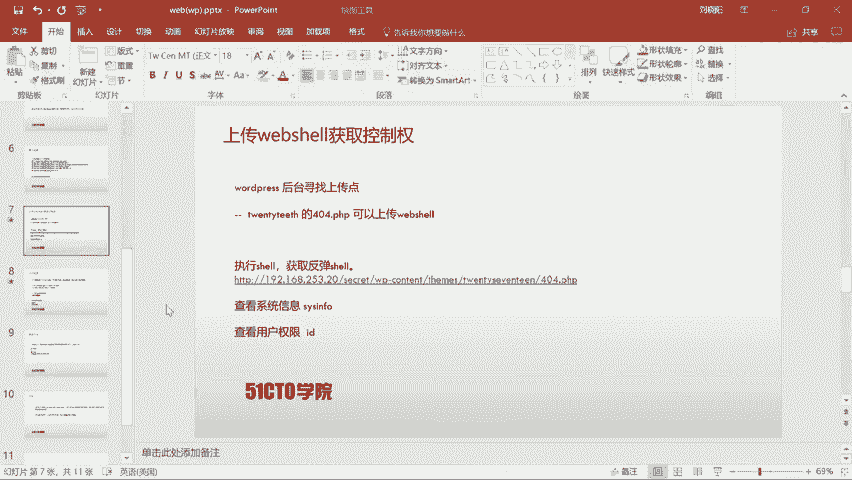 web(wp).pptx - PowerPoint
绘图工具
刘晓阳
文件 开始 插入 设计 切换 动画 幻灯片放映 审阅 视图 加载项 格式 告诉我你想要做什么 共享
粘贴 剪切 复制 格式刷 剪贴板
新建幻灯片 版式 重置 节 幻灯片
Tw Cen MT (正文 18
B I U S abc AV Aa A 字体
文字方向 对齐文本 转换为 SmartArt 段落
排列 快速样式 形状填充 形状轮廓 形状效果 绘图
查找 替换 选择 编辑
6
7
8
9
10
11
上传webshell获取控制权
wordpress 后台寻找上传点
-- twentyteeth 的404.php 可以上传webshell
执行shell，获取反弹shell。
http://192.168.253.20/secret/wp-content/themes/twentyseventeen/404.php
查看系统信息 sysinfo
查看用户权限 id
51CTO学院
单击此处添加备注
幻灯片 第 7 张，共 11 张 英语(美国) 备注 69%